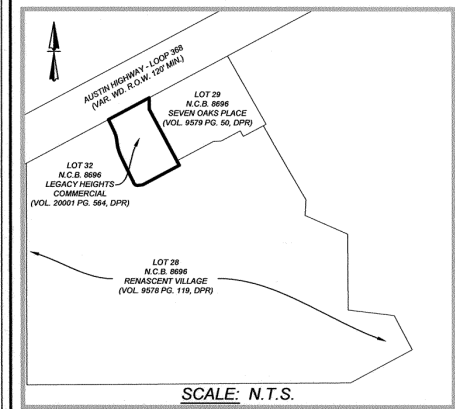 AUSTIN HIGHWAY - LOOP 368
(VAR. WD. R.O.W. 120' MIN.)
LOT 29
N.C.B. 8696
SEVEN OAKS PLACE
(VOL. 9579 PG. 50, DPR)
LOT 32
N.C.B. 8696
LEGACY HEIGHTS
COMMERCIAL
(VOL. 20001 PG. 564, DPR)
LOT 28
N.C.B. 8696
RENASCENT VILLAGE
(VOL. 9578 PG. 119, DPR)
SCALE: N.T.S.